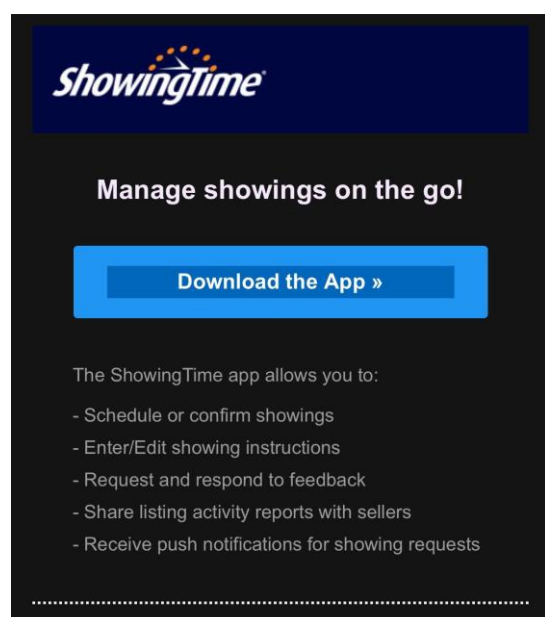 ShowingTime
Manage showings on the go!
Download the App »
The ShowingTime app allows you to:
- Schedule or confirm showings
- Enter/Edit showing instructions
- Request and respond to feedback
- Share listing activity reports with sellers
- Receive push notifications for showing requests